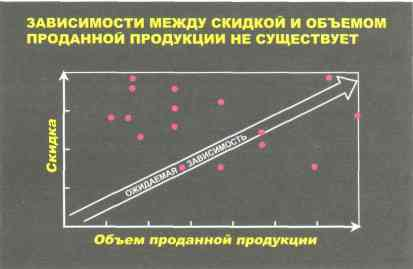 ЗАВИСИМОСТИ МЕЖДУ СКИДКОЙ И ОБЪЕМОМ
ПРОДАННОЙ ПРОДУКЦИИ НЕ СУЩЕСТВУЕТ
Скидка
ОЖИДАЕМАЯ ЗАВИСИМОСТЬ
Объем проданной продукции